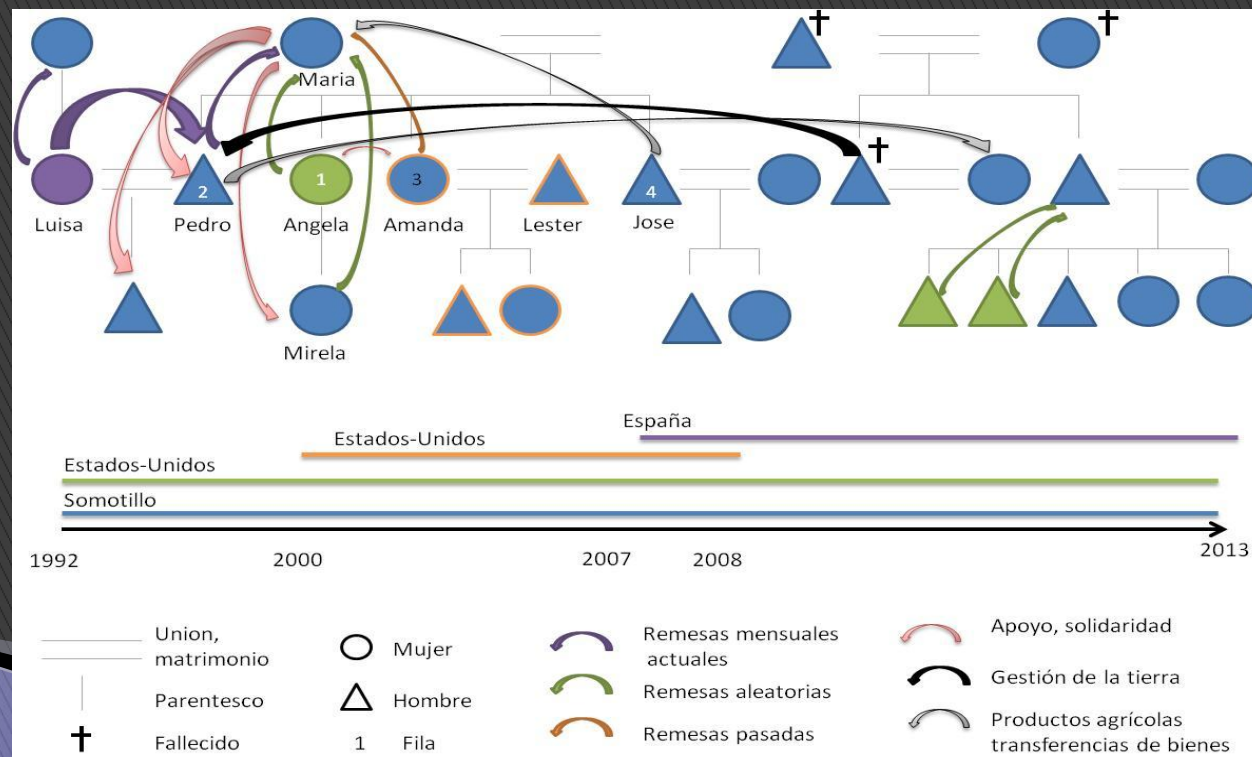 Maria
2
1
3
4
Luisa
Pedro
Angela
Amanda
Lester
Jose
Mirela
España
Estados-Unidos
Estados-Unidos
Somotillo
1992
2000
2007
2008
2013
Union,
matrimonio
Parentesco
Fallecido
Mujer
Hombre
1 Fila
Remesas mensuales
actuales
Remesas aleatorias
Remesas pasadas
Apoyo, solidaridad
Gestión de la tierra
Productos agrícolas
transferencias de bienes